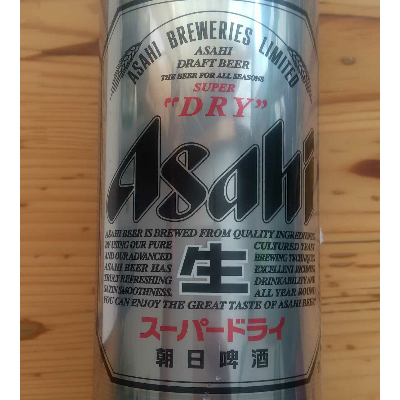 ASAHI BREWERIES LIMITED
ASAHI
DRAFT BEER
THE BEER FOR ALL SEASONS
SUPER
"DRY"
Asahi
ASAHI BEER IS BREWED FROM QUALITY INGREDIENTS,
BY USING OUR PURE CULTURED YEAST
AND OUR ADVANCED BREWING TECHNIQUES.
ASAHI BEER HAS EXCELLENT RICHNESS,
TRULY REFRESHING DRINKABILITY AND
SATIN SMOOTHNESS. ALL YEAR ROUND
YOU CAN ENJOY THE GREAT TASTE OF ASAHI BEER
生
スーパードライ
朝日啤酒